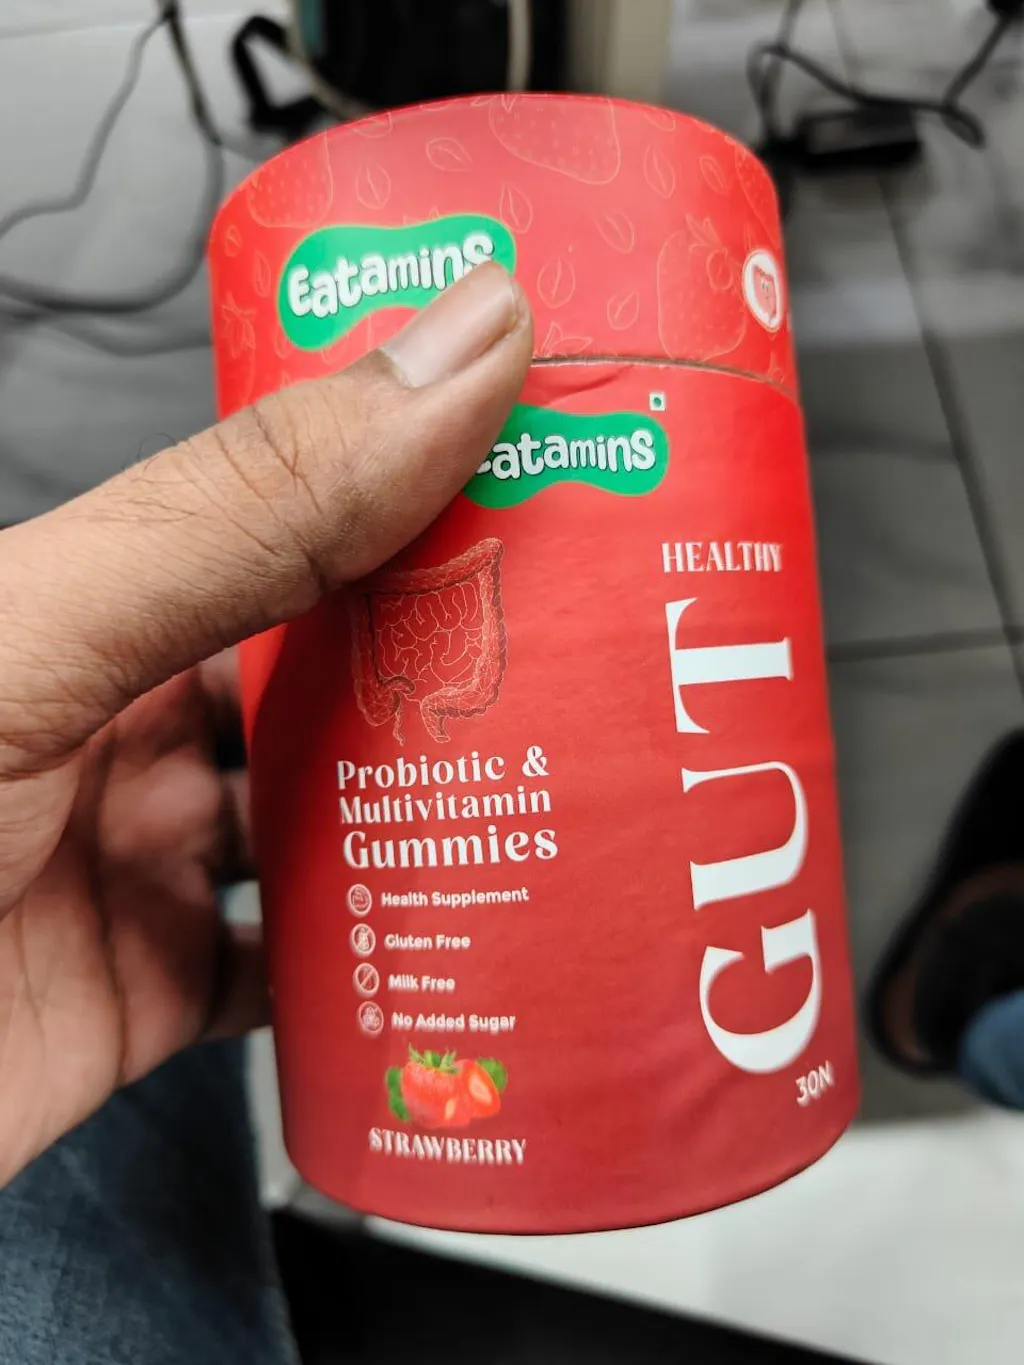 Eatamins
Eatamins
HEALTHY
GUT
Probiotic &
Multivitamin
Gummies
Health Supplement
Gluten Free
Milk Free
No Added Sugar
STRAWBERRY
30N